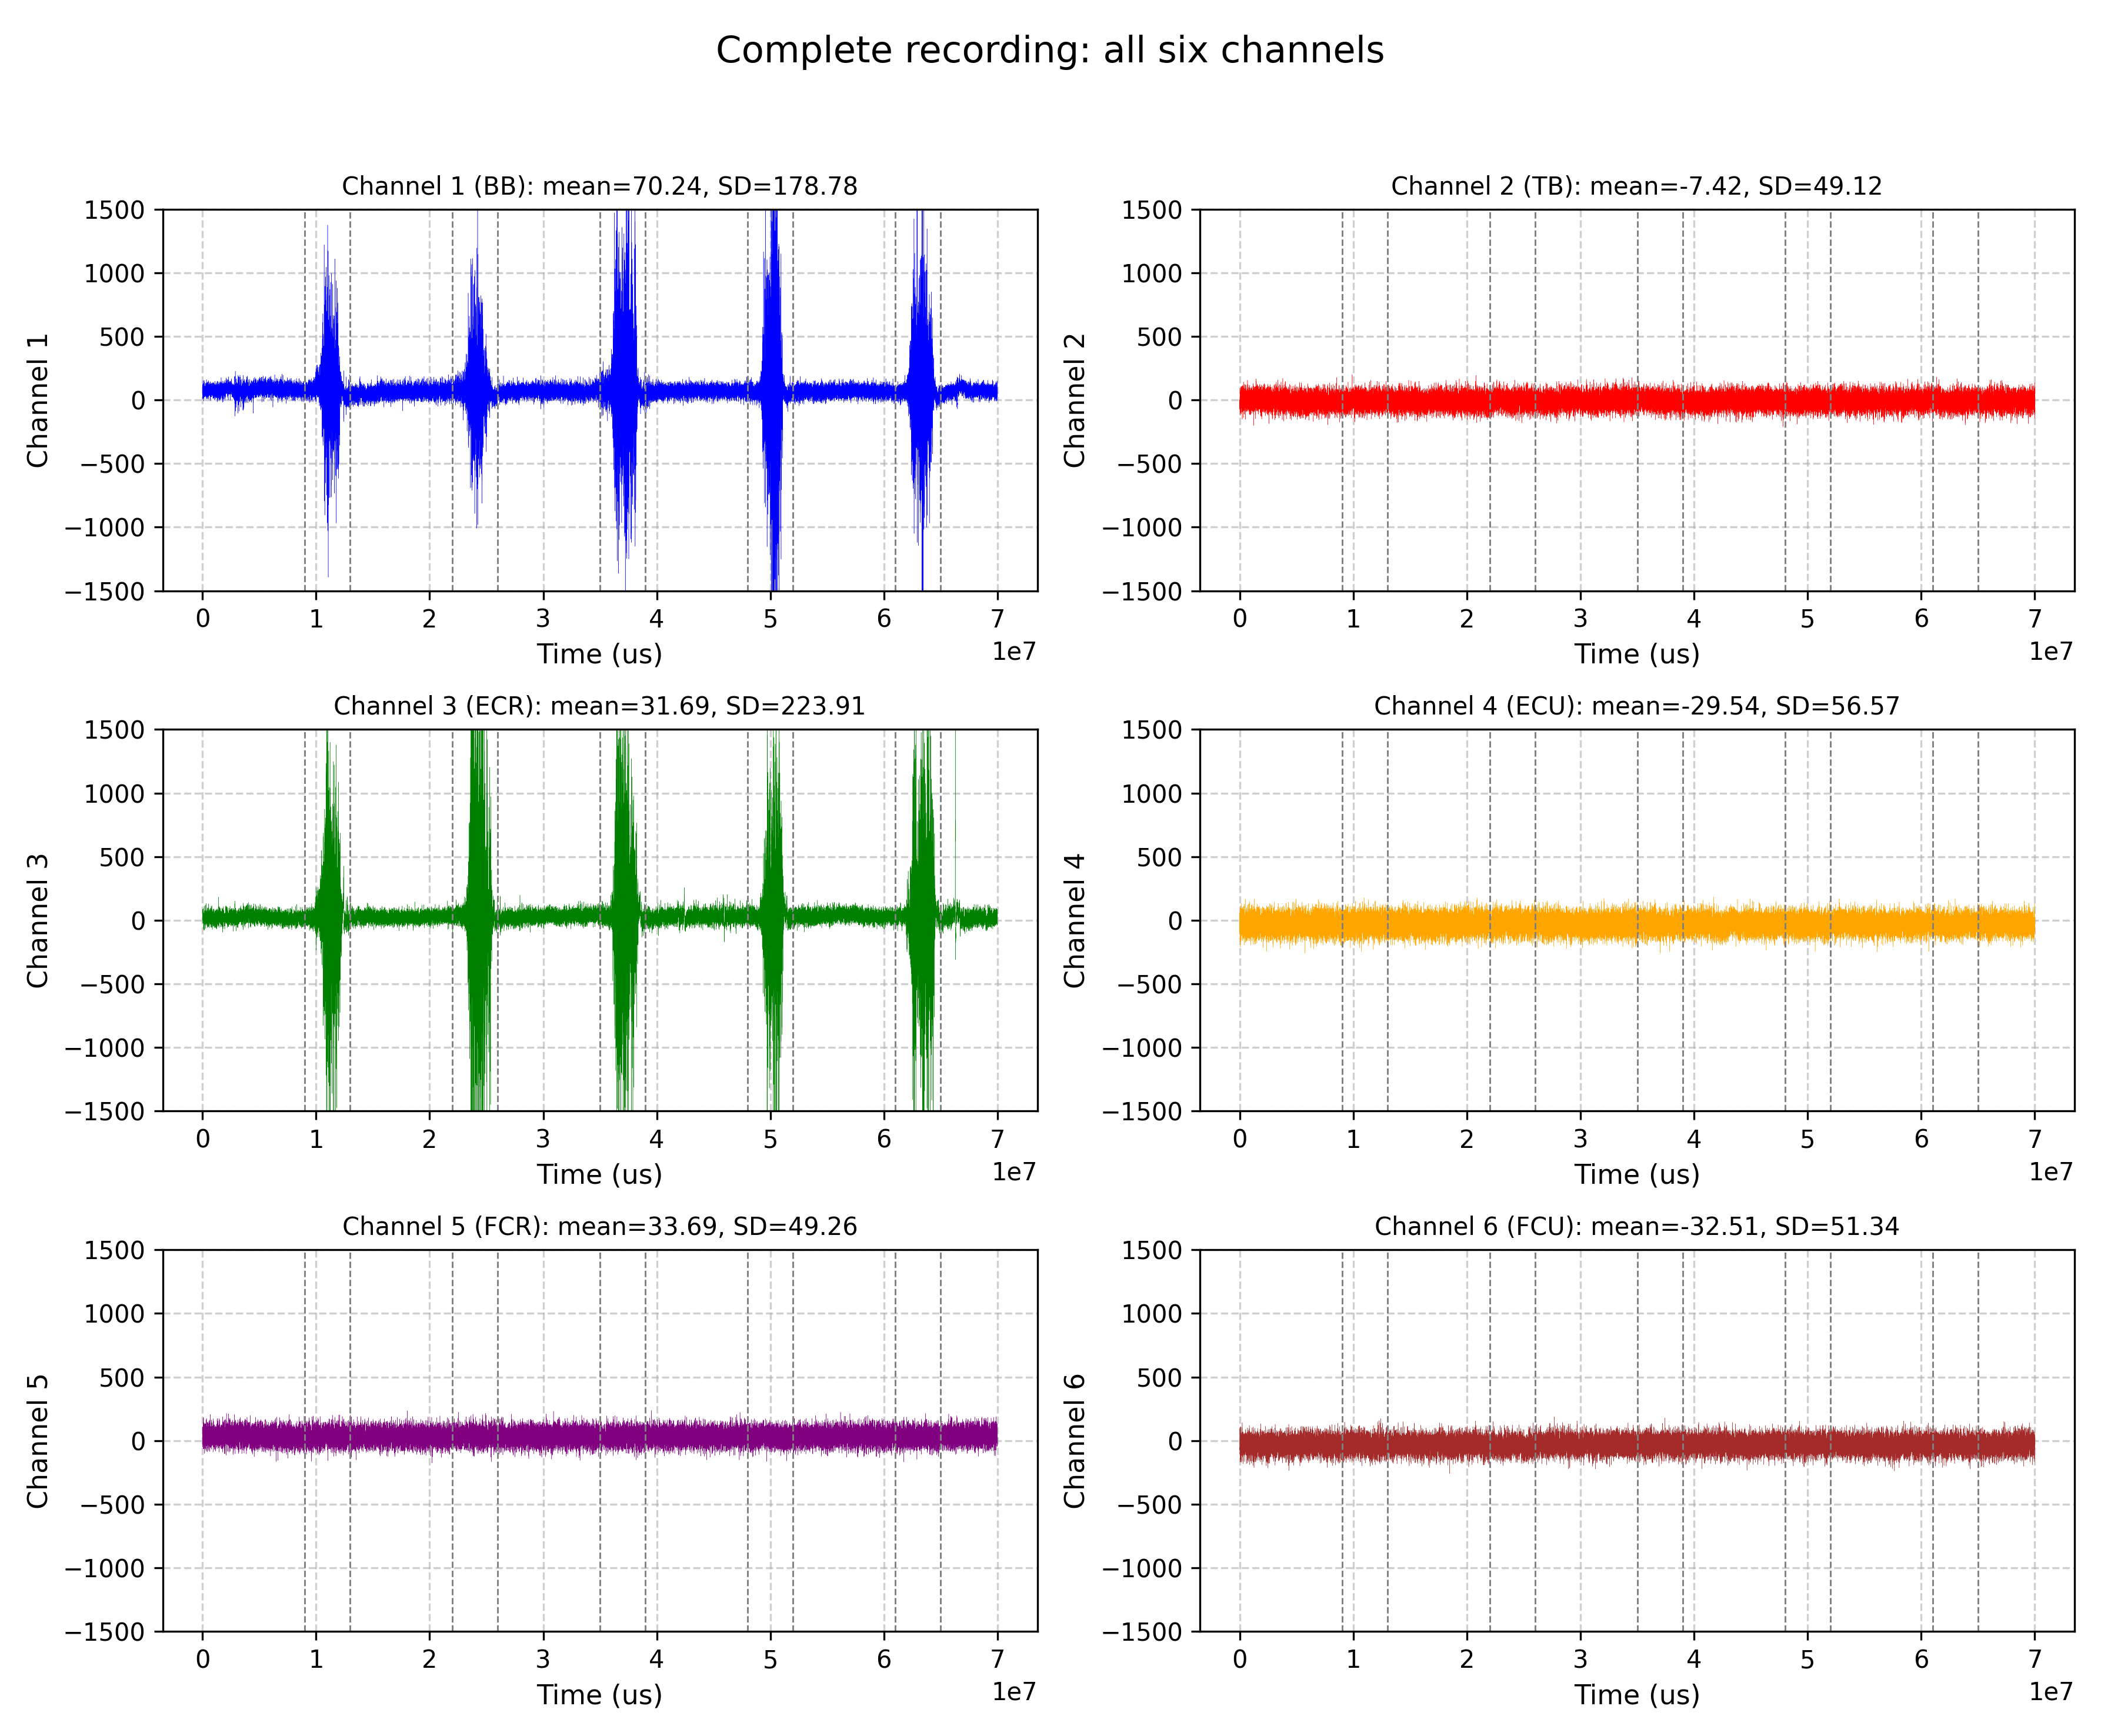 Complete recording: all six channels
Channel 1 (BB): mean=70.24, SD=178.78
Channel 1
1500
1000
500
0
−500
−1000
−1500
0 1 2 3 4 5 6 7
Time (us)
1e7
Channel 2 (TB): mean=-7.42, SD=49.12
Channel 2
1500
1000
500
0
−500
−1000
−1500
0 1 2 3 4 5 6 7
Time (us)
1e7
Channel 3 (ECR): mean=31.69, SD=223.91
Channel 3
1500
1000
500
0
−500
−1000
−1500
0 1 2 3 4 5 6 7
Time (us)
1e7
Channel 4 (ECU): mean=-29.54, SD=56.57
Channel 4
1500
1000
500
0
−500
−1000
−1500
0 1 2 3 4 5 6 7
Time (us)
1e7
Channel 5 (FCR): mean=33.69, SD=49.26
Channel 5
1500
1000
500
0
−500
−1000
−1500
0 1 2 3 4 5 6 7
Time (us)
1e7
Channel 6 (FCU): mean=-32.51, SD=51.34
Channel 6
1500
1000
500
0
−500
−1000
−1500
0 1 2 3 4 5 6 7
Time (us)
1e7